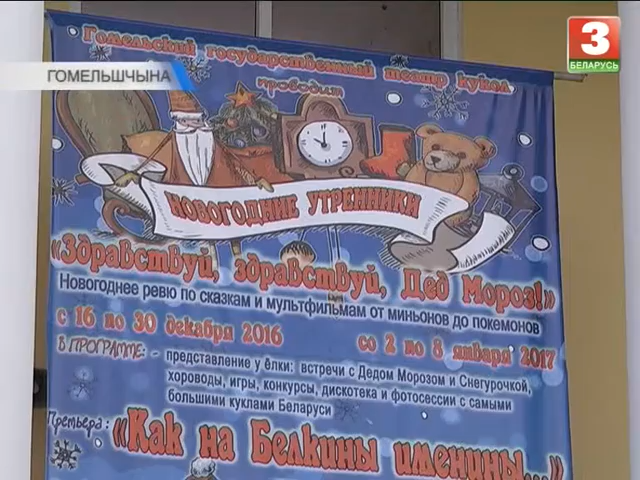 3
БЕЛАРУСЬ
Гомельский государственный театр кукол
проводит
ГОМЕЛЬШЧЫНА
НОВОГОДНИЕ УТРЕННИКИ
«Здравствуй, здравствуй, Дед Мороз!»
Новогоднее ревю по сказкам и мультфильмам от миньонов до покемонов
с 16 по 30 декабря 2016
со 2 по 8 января 2017
В ПРОГРАММЕ: - представление у ёлки: встречи с Дедом Морозом и Снегурочкой,
хороводы, игры, конкурсы, дискотека и фотосессии с самыми
большими куклами Беларуси
Премьера: «Как на Белкины именины...»